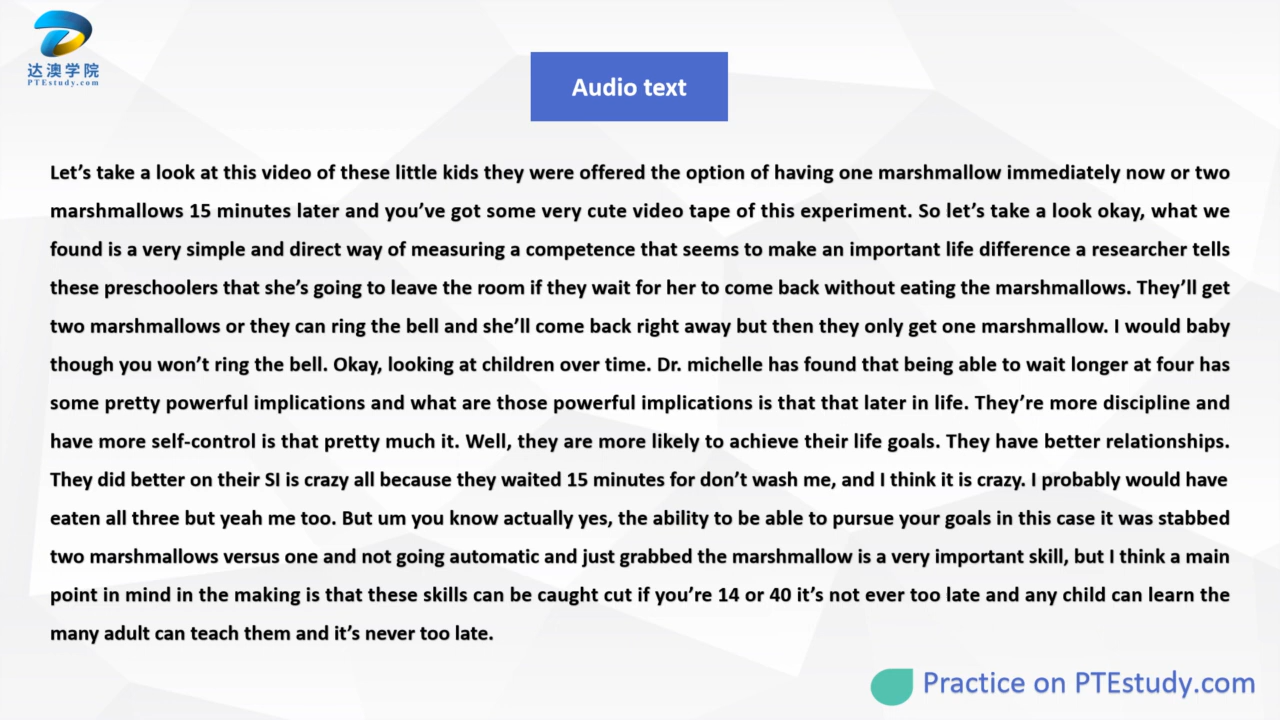 达澳学院
PTEstudy.com
Audio text
Let’s take a look at this video of these little kids they were offered the option of having one marshmallow immediately now or two
marshmallows 15 minutes later and you’ve got some very cute video tape of this experiment. So let’s take a look okay, what we
found is a very simple and direct way of measuring a competence that seems to make an important life difference a researcher tells
these preschoolers that she’s going to leave the room if they wait for her to come back without eating the marshmallows. They’ll get
two marshmallows or they can ring the bell and she’ll come back right away but then they only get one marshmallow. I would baby
though you won’t ring the bell. Okay, looking at children over time. Dr. michelle has found that being able to wait longer at four has
some pretty powerful implications and what are those powerful implications is that that later in life. They’re more discipline and
have more self-control is that pretty much it. Well, they are more likely to achieve their life goals. They have better relationships.
They did better on their SI is crazy all because they waited 15 minutes for don’t wash me, and I think it is crazy. I probably would have
eaten all three but yeah me too. But um you know actually yes, the ability to be able to pursue your goals in this case it was stabbed
two marshmallows versus one and not going automatic and just grabbed the marshmallow is a very important skill, but I think a main
point in mind in the making is that these skills can be caught cut if you’re 14 or 40 it’s not ever too late and any child can learn the
many adult can teach them and it’s never too late.
Practice on PTEstudy.com